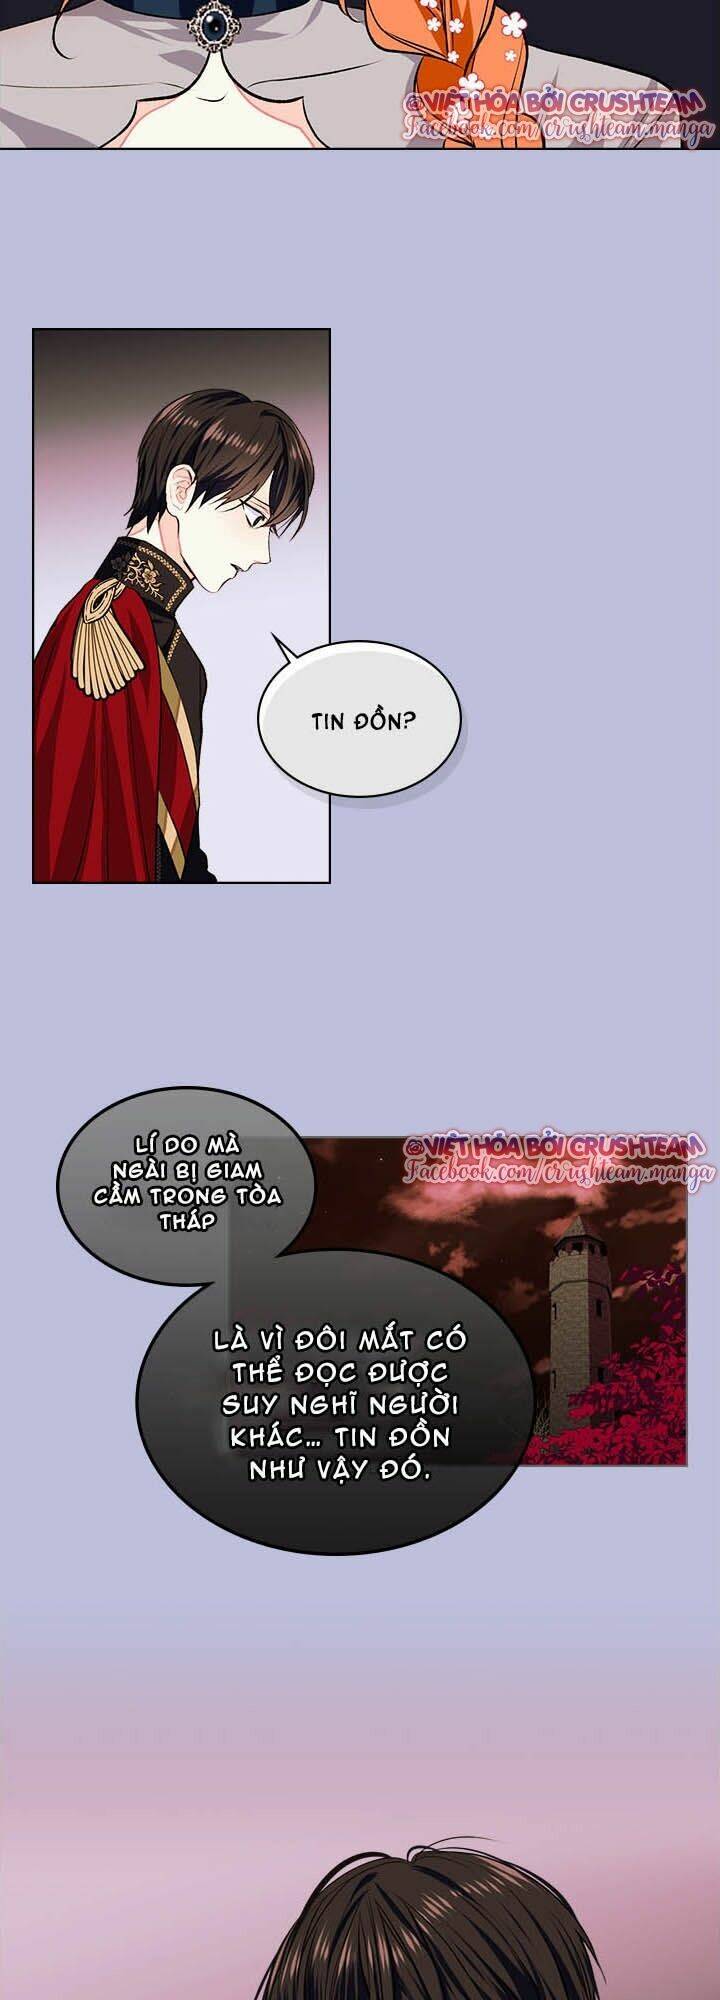 ©VIỆT HÓA BỞI CRUSHTEAM
Facebook.com/crushteam.manga
TIN ĐỒN?
©VIỆT HÓA BỞI CRUSHTEAM
Facebook.com/crushteam.manga
LÍ DO MÀ
NGÀI BỊ GIAM
CẦM TRONG TÒA
THÁP
LÀ VÌ ĐÔI MẮT CÓ
THỂ ĐỌC ĐƯỢC
SUY NGHĨ NGƯỜI
KHÁC... TIN ĐỒN
NHƯ VẬY ĐÓ.